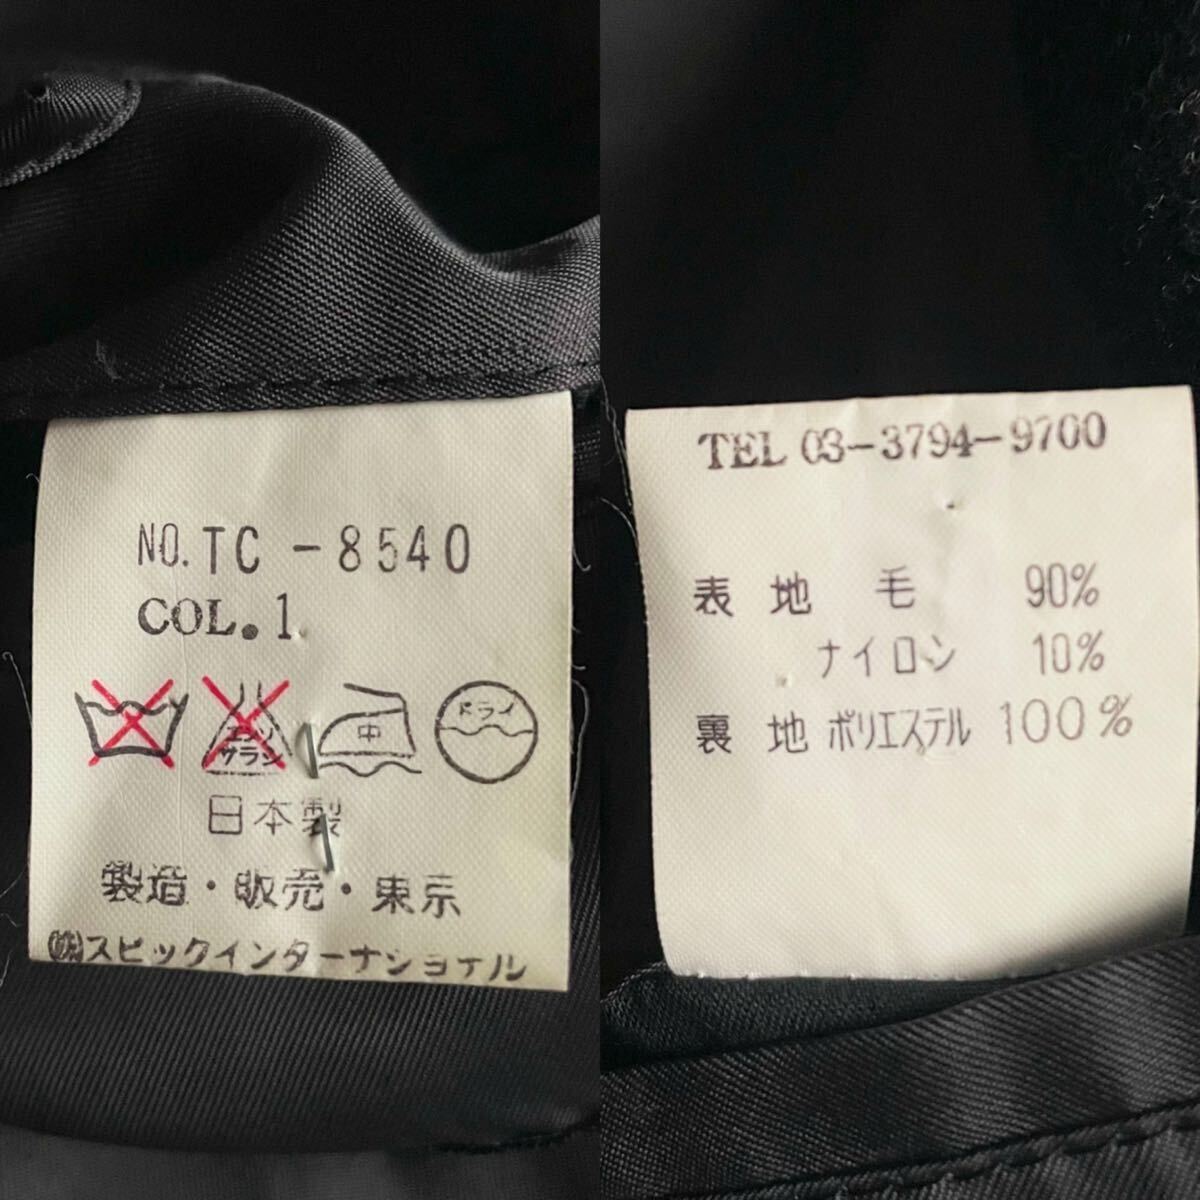 NO. TC -8540
COL. 1
エンソ
サラシ
中
ドライ
日本製
製造・販売・東京
㈱スピックインターナショナル
TEL 03-3794-9700
表 地 毛 90%
ナイロン 10%
裏 地 ポリエステル 100%